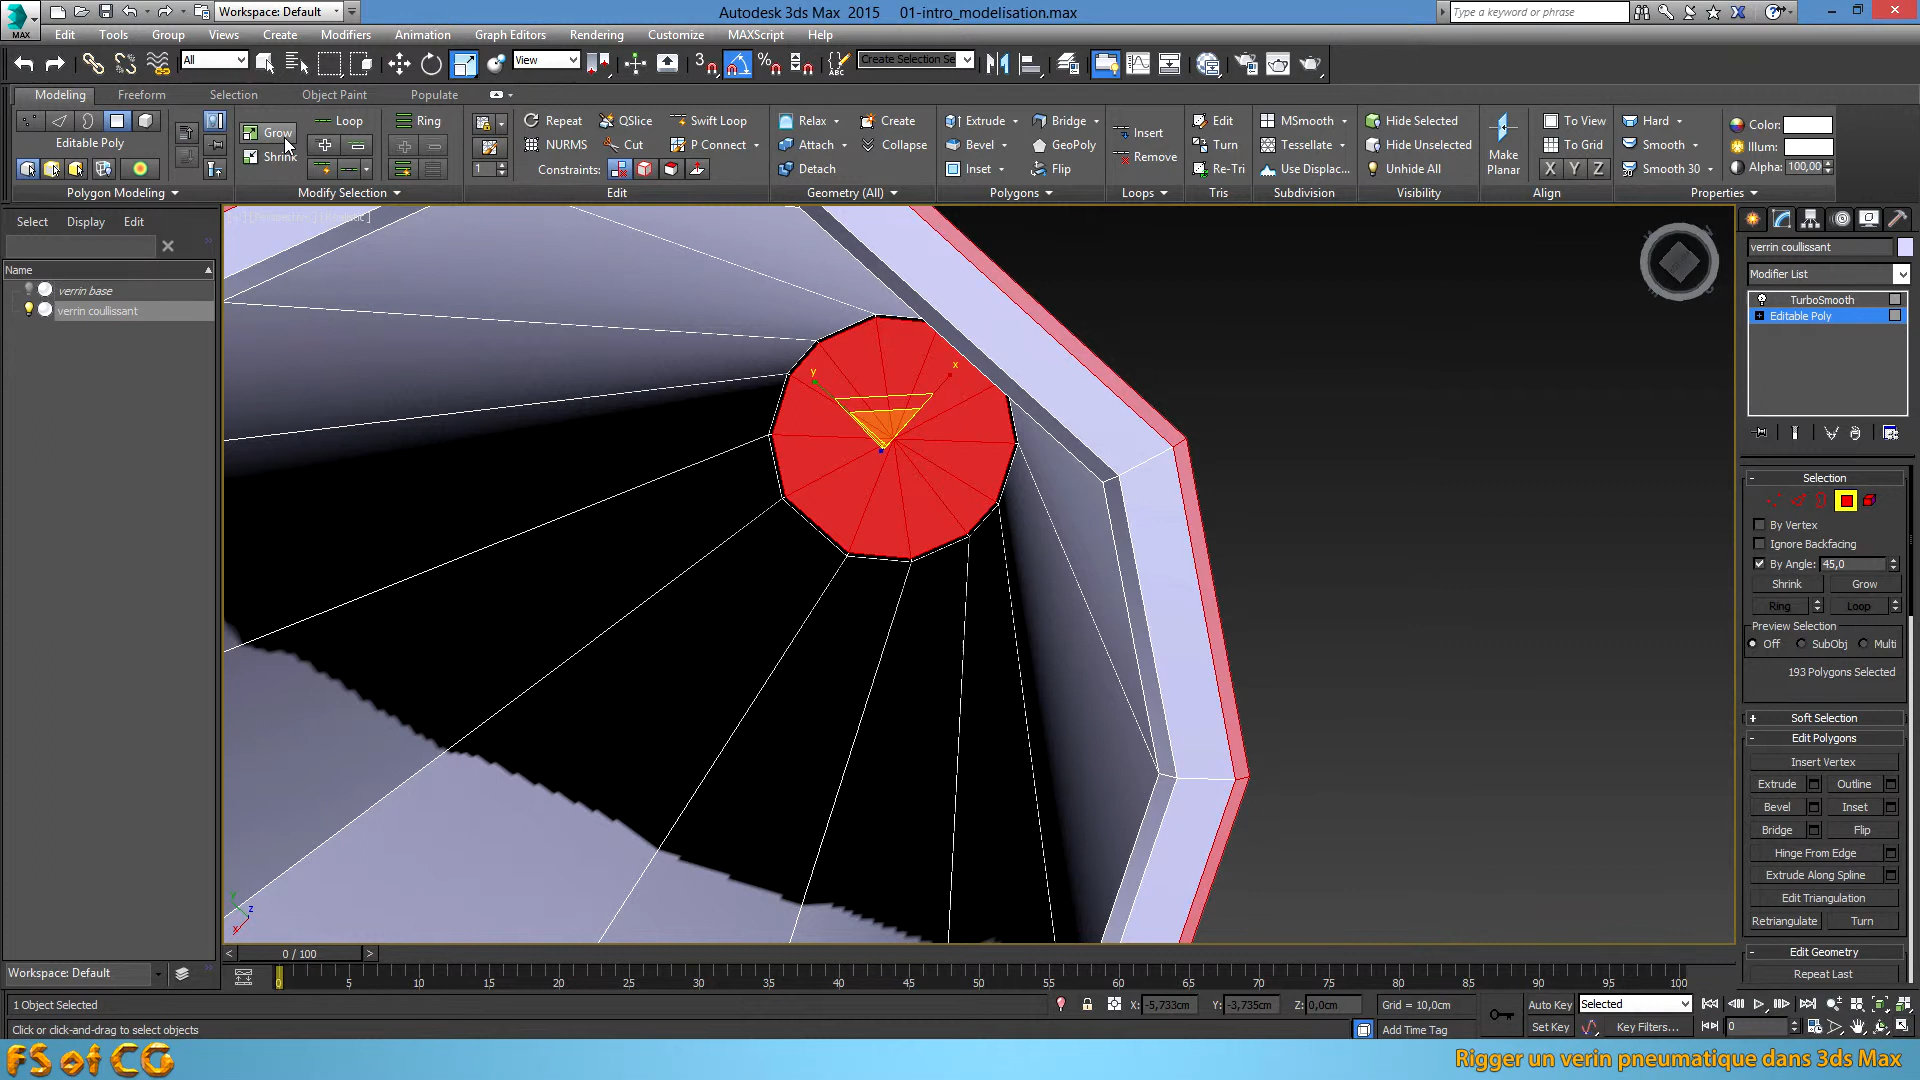 Workspace: Default
Autodesk 3ds Max 2015 01-intro_modelisation.max
Type a keyword or phrase
MAX
Edit Tools Group Views Create Modifiers Animation Graph Editors Rendering Customize MAXScript Help
All
View
Create Selection Se
Modeling Freeform Selection Object Paint Populate
Grow Loop Ring Repeat QSlice Swift Loop Relax Create Extrude Bridge Insert Edit MSmooth Hide Selected To View Hard Color:
Editable Poly Shrink NURMS Cut P Connect Attach Collapse Bevel GeoPoly Remove Turn Tessellate Hide Unselected Make Planar To Grid Smooth Illum:
1 Constraints: Detach Inset Flip Re-Tri Use Displac... Unhide All X Y Z Smooth 30 Alpha: 100,00
Polygon Modeling Modify Selection Edit Geometry (All) Polygons Loops Tris Subdivision Visibility Align Properties
Select Display Edit
Name
verrin base
verrin coullissant
y
x
z
verrin coullissant
Modifier List
TurboSmooth
Editable Poly
Selection
By Vertex
Ignore Backfacing
By Angle: 45,0
Shrink Grow
Ring Loop
Preview Selection
Off SubObj Multi
193 Polygons Selected
Soft Selection
Edit Polygons
Insert Vertex
Extrude Outline
Bevel Inset
Bridge Flip
Hinge From Edge
Extrude Along Spline
Edit Triangulation
Retriangulate Turn
Edit Geometry
Repeat Last
< 0 / 100 >
Workspace: Default
0 5 10 15 20 25 30 35 40 45 50 55 60 65 70 75 80 85 90 95 100
1 Object Selected X: -5,733cm Y: -3,735cm Z: 0,0cm Grid = 10,0cm Auto Key Selected
Click or click-and-drag to select objects Add Time Tag Set Key Key Filters... 0
FS of CG
Rigger un verin pneumatique dans 3ds Max